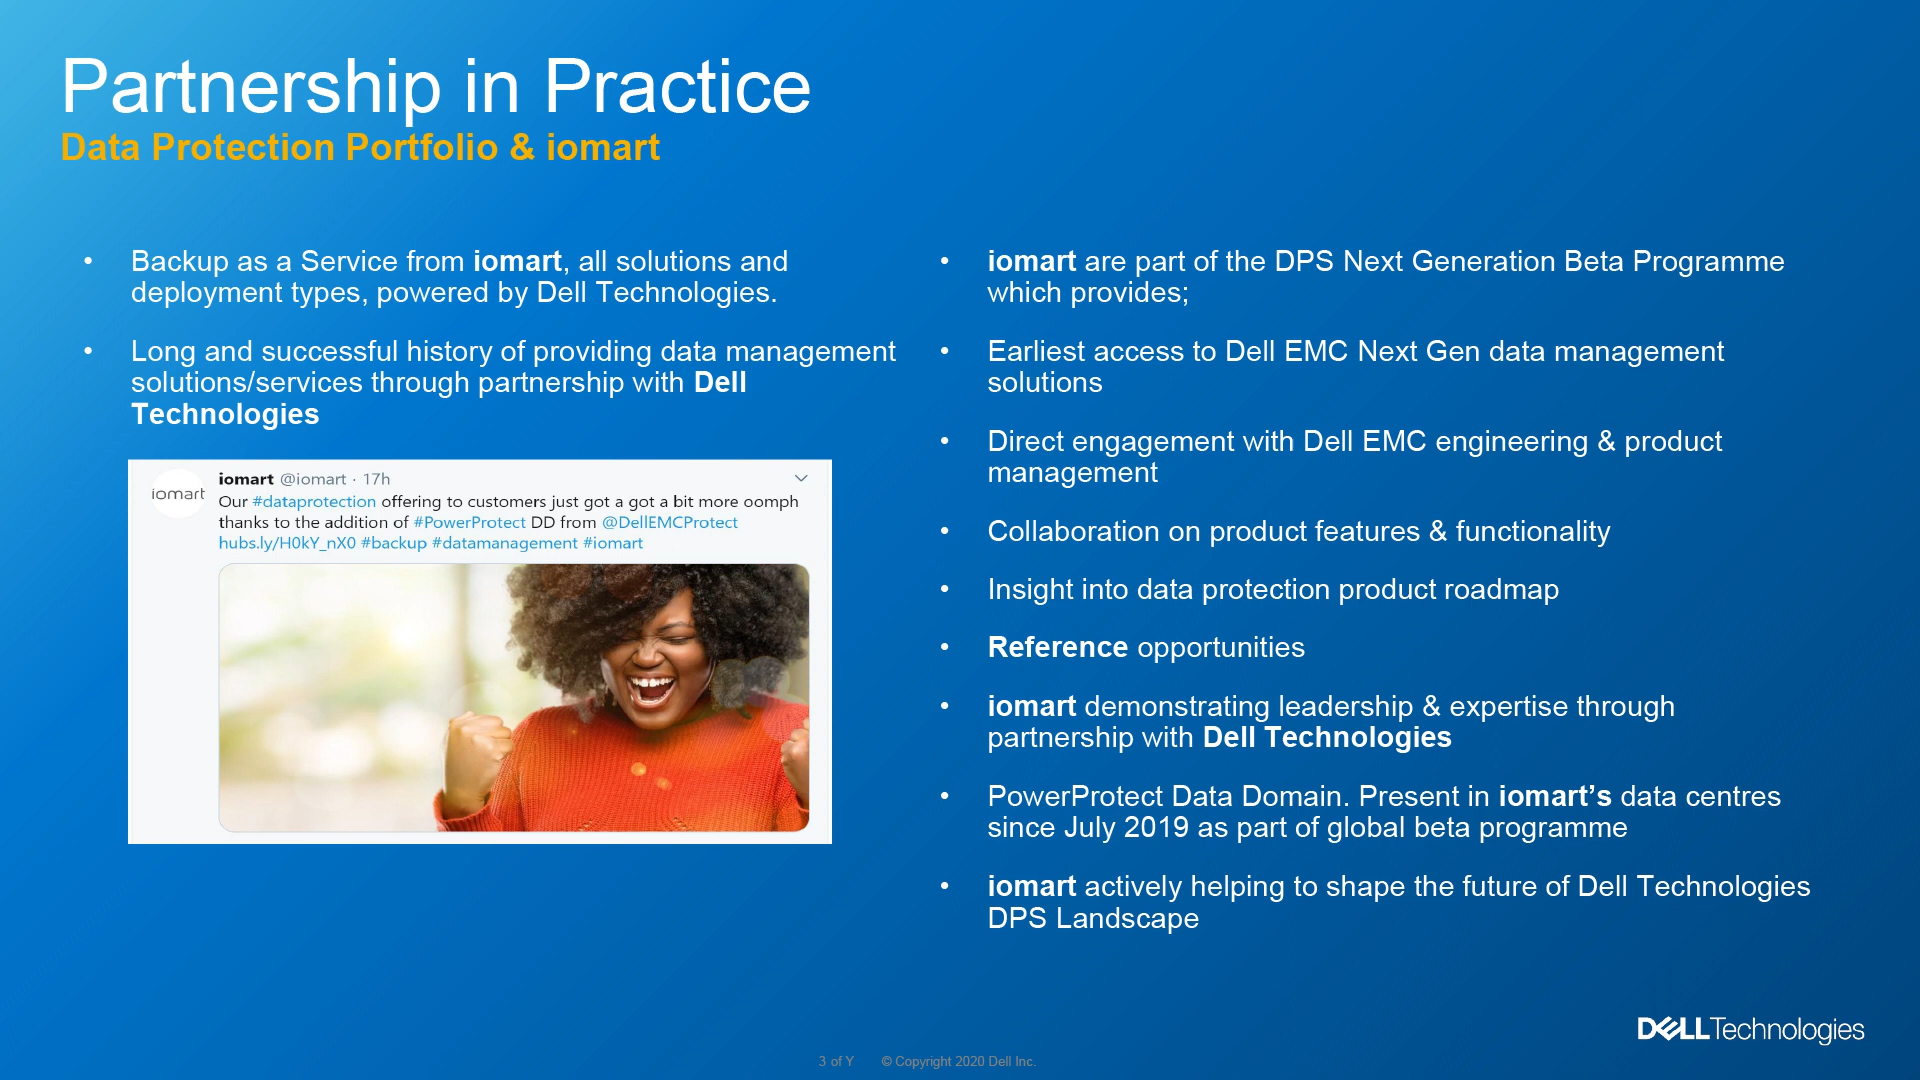 Partnership in Practice
Data Protection Portfolio & iomart
• Backup as a Service from iomart, all solutions and
deployment types, powered by Dell Technologies.
• Long and successful history of providing data management
solutions/services through partnership with Dell
Technologies
iomart
iomart @iomart · 17h
Our #dataprotection offering to customers just got a got a bit more oomph
thanks to the addition of #PowerProtect DD from @DellEMCProtect
hubs.ly/H0kY_nX0 #backup #datamanagement #iomart
• iomart are part of the DPS Next Generation Beta Programme
which provides;
• Earliest access to Dell EMC Next Gen data management
solutions
• Direct engagement with Dell EMC engineering & product
management
• Collaboration on product features & functionality
• Insight into data protection product roadmap
• Reference opportunities
• iomart demonstrating leadership & expertise through
partnership with Dell Technologies
• PowerProtect Data Domain. Present in iomart’s data centres
since July 2019 as part of global beta programme
• iomart actively helping to shape the future of Dell Technologies
DPS Landscape
DELLTechnologies
3 of Y © Copyright 2020 Dell Inc.